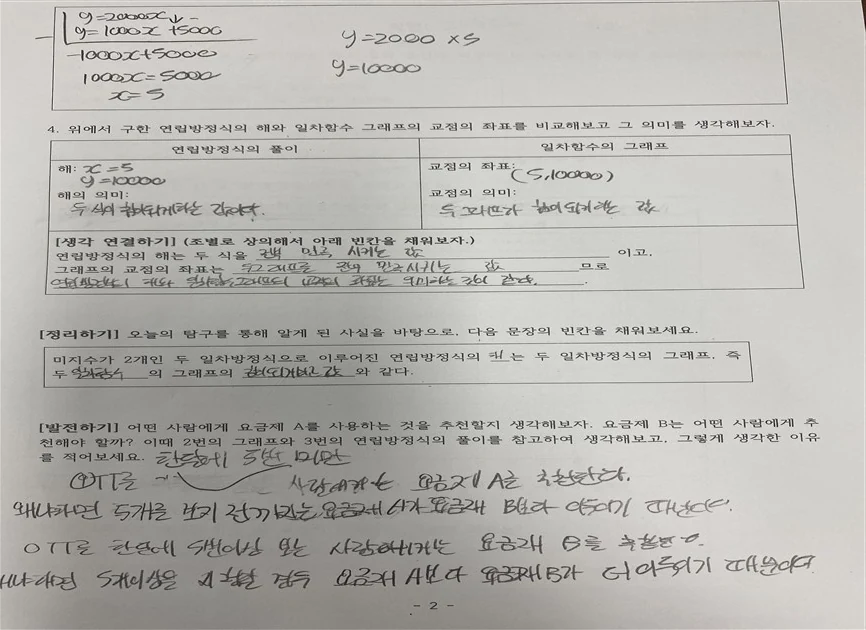 y=2000x
y=1000x+5000
-1000x+5000
1000x=5000
x=5
y=2000×5
y=10000
4. 위에서 구한 연립방정식의 해와 일차함수 그래프의 교점의 좌표를 비교해보고 그 의미를 생각해보자.
연립방정식의 풀이
일차함수의 그래프
해: x=5
y=10000
해의 의미:
두 식이 참이 되게 하는 값이다.
교점의 좌표:
(5,10000)
교점의 의미:
두 그래프가 참이 되게 하는 값
[생각 연결하기] (조별로 상의해서 아래 빈칸을 채워보자.)
연립방정식의 해는 두 식을 만족 시키는 값 이고,
그래프의 교점의 좌표는 두 그래프를 만족시키는 값 므로
[정리하기] 오늘의 탐구를 통해 알게 된 사실을 바탕으로, 다음 문장의 빈칸을 채워보세요.
미지수가 2개인 두 일차방정식으로 이루어진 연립방정식의 해는 두 일차방정식의 그래프, 즉
두 일차함수의 그래프의 값 와 같다.
[발전하기] 어떤 사람에게 요금제 A를 사용하는 것을 추천할지 생각해보자. 요금제 B는 어떤 사람에게 추
천해야 할까? 이때 2번의 그래프와 3번의 연립방정식의 풀이를 참고하여 생각해보고, 그렇게 생각한 이유
를 적어보세요. 한달에 5번 미만
OTT를 사람에게는 요금제 A를 추천한다.
왜냐하면 5개를 보기 전까지는 요금제 A가 요금제 B보다 이득이기 때문이다.
OTT를 한달에 5번이상 보는 사람에게는 요금제 B를 추천한다.
5개이상을 시청할 경우 요금제 A보다 요금제 B가 더 이득이기 때문이다.
- 2 -